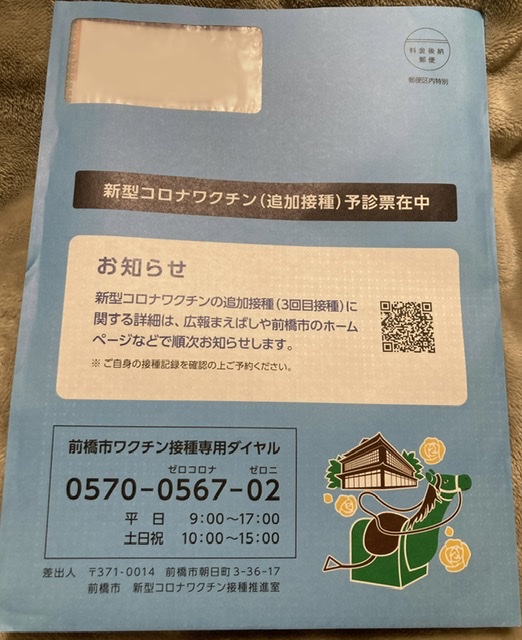 料金後納
郵便
郵便区内特別
新型コロナワクチン（追加接種）予診票在中
お知らせ
新型コロナワクチンの追加接種（3回目接種）に
関する詳細は、広報まえばしや前橋市のホーム
ページなどで順次お知らせします。
※ ご自身の接種記録を確認の上ご予約ください。
前橋市ワクチン接種専用ダイヤル
ゼロコロナ ゼロニ
0570-0567-02
平 日 9:00〜17:00
土日祝 10:00〜15:00
差出人 〒371-0014 前橋市朝日町3-36-17
前橋市 新型コロナワクチン接種推進室